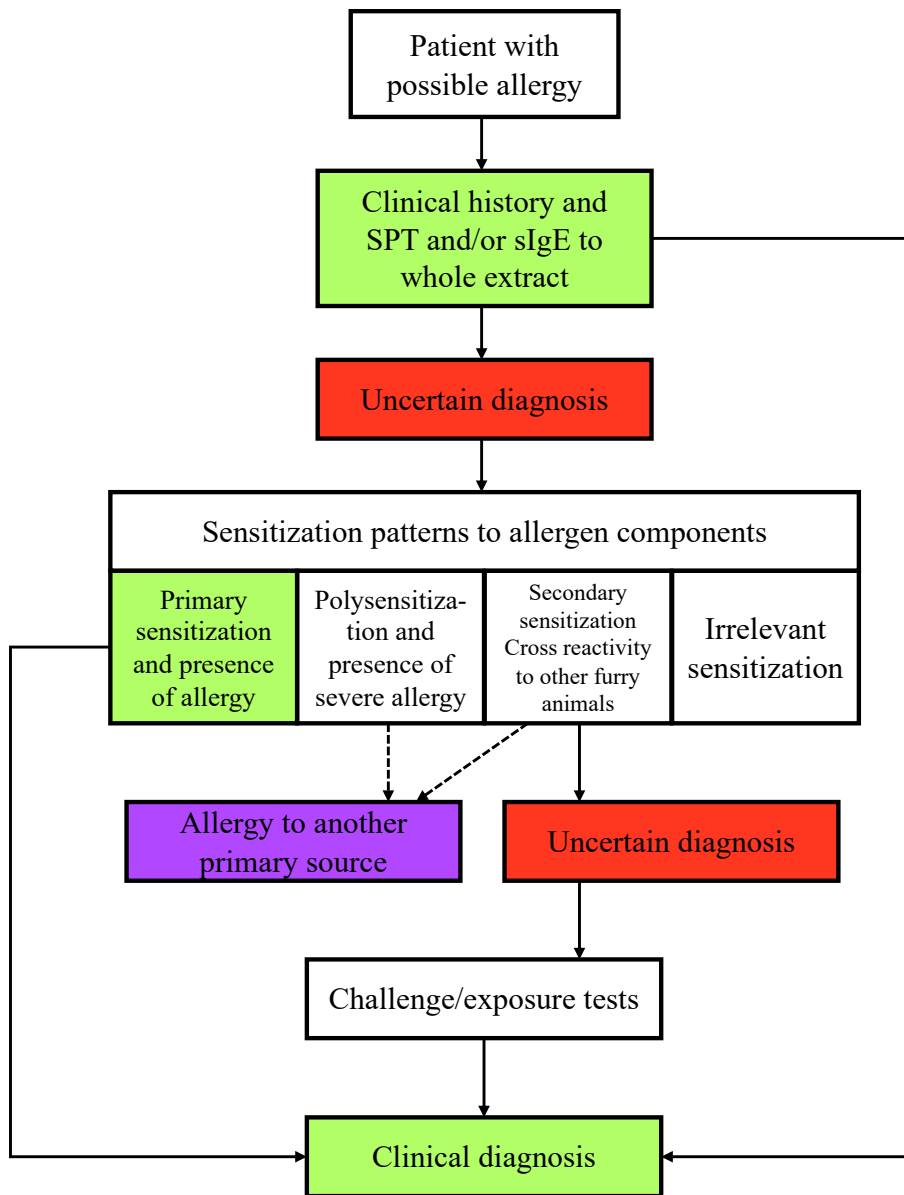 Patient with
possible allergy
Clinical history and
SPT and/or sIgE to
whole extract
Uncertain diagnosis
Sensitization patterns to allergen components
Primary
sensitization
and presence
of allergy
Polysensitiza-
tion and
presence of
severe allergy
Secondary
sensitization
Cross reactivity
to other furry
animals
Irrelevant
sensitization
Allergy to another
primary source
Uncertain diagnosis
Challenge/exposure tests
Clinical diagnosis